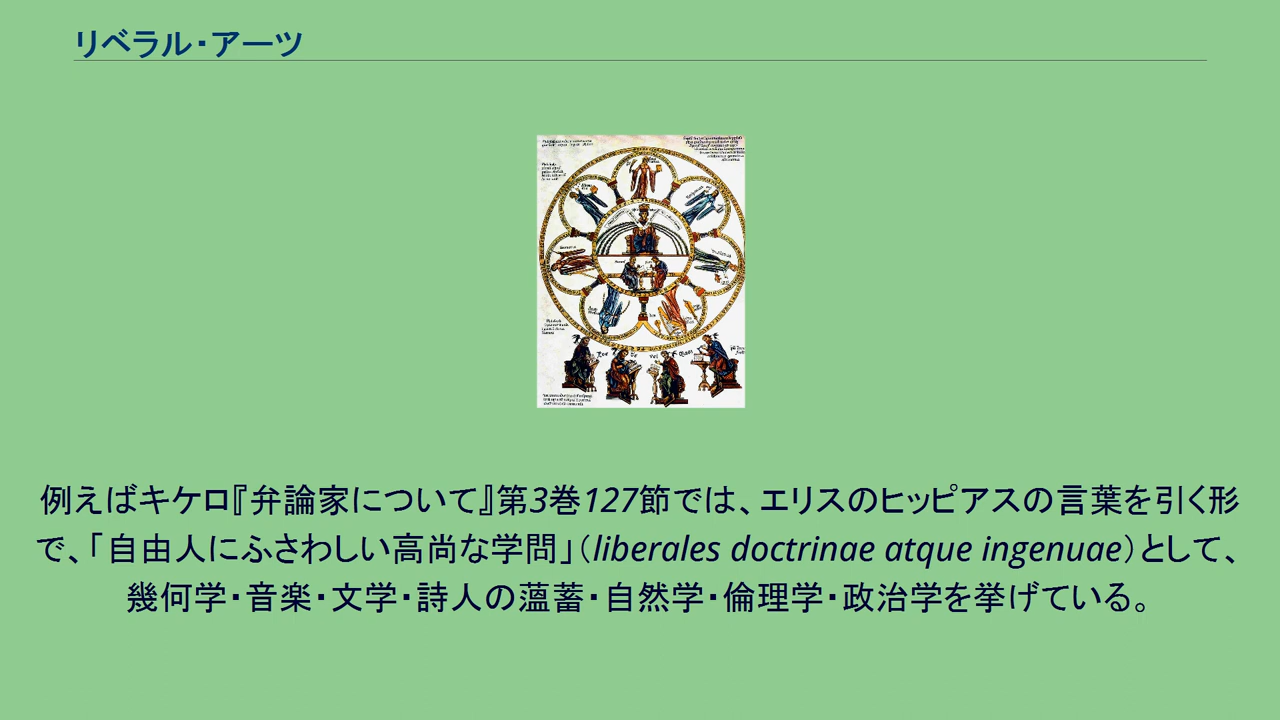 リベラル・アーツ
例えばキケロ『弁論家について』第3巻127節では、エリスのヒッピアスの言葉を引く形
で、「自由人にふさわしい高尚な学問」（liberales doctrinae atque ingenuae）として、
幾何学・音楽・文学・詩人の薀蓄・自然学・倫理学・政治学を挙げている。